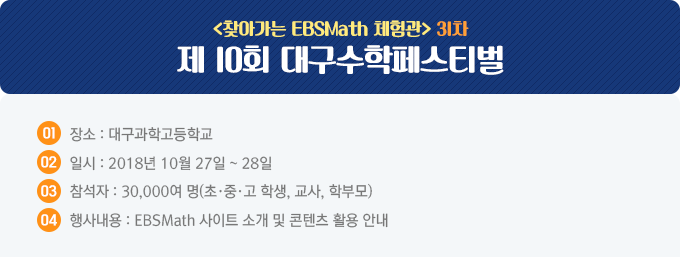 <찾아가는 EBSMath 체험관> 31차
제 10회 대구수학페스티벌
01 장소 : 대구과학고등학교
02 일시 : 2018년 10월 27일 ~ 28일
03 참석자 : 30,000여 명(초·중·고 학생, 교사, 학부모)
04 행사내용 : EBSMath 사이트 소개 및 콘텐츠 활용 안내